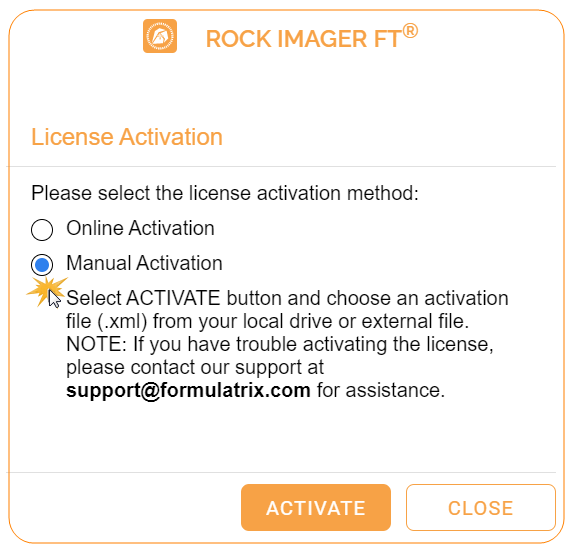 ROCK IMAGER FT®
License Activation
Please select the license activation method:
Online Activation
Manual Activation
Select ACTIVATE button and choose an activation
file (.xml) from your local drive or external file.
NOTE: If you have trouble activating the license,
please contact our support at
support@formulatrix.com for assistance.
ACTIVATE CLOSE